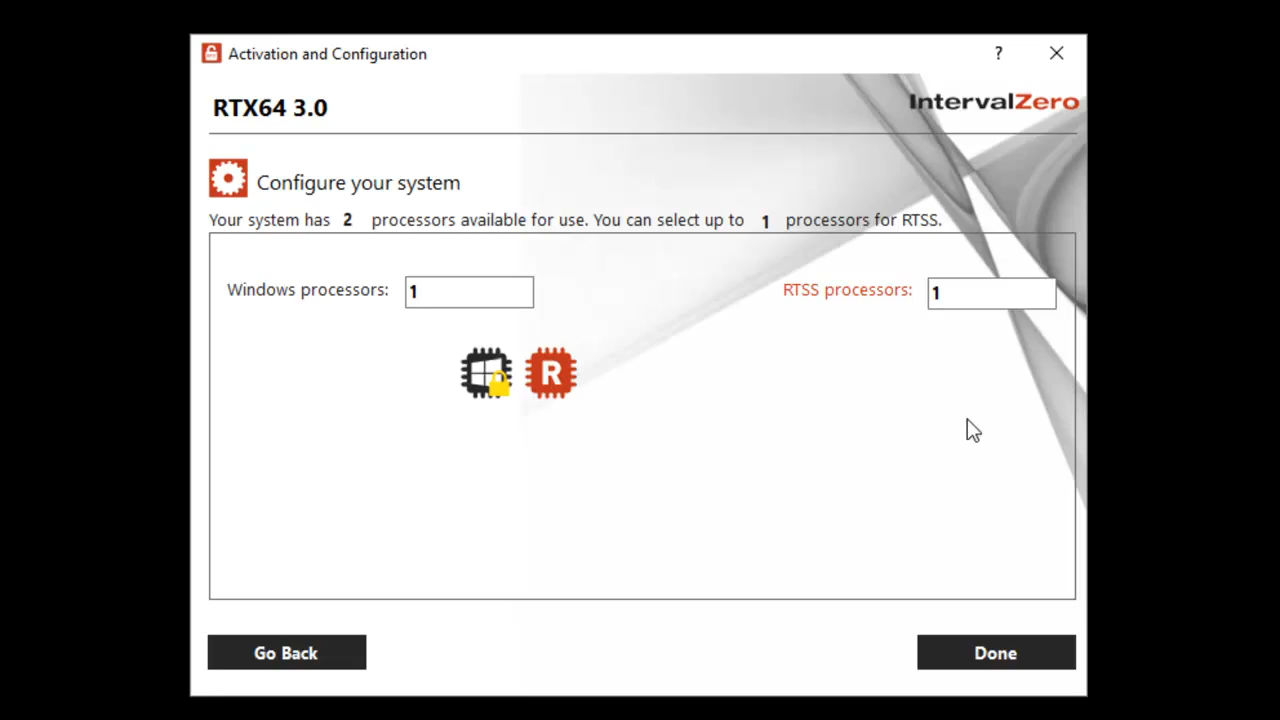 Activation and Configuration
?
RTX64 3.0
IntervalZero
Configure your system
Your system has 2 processors available for use. You can select up to 1 processors for RTSS.
Windows processors: 1
RTSS processors: 1
R
Go Back
Done